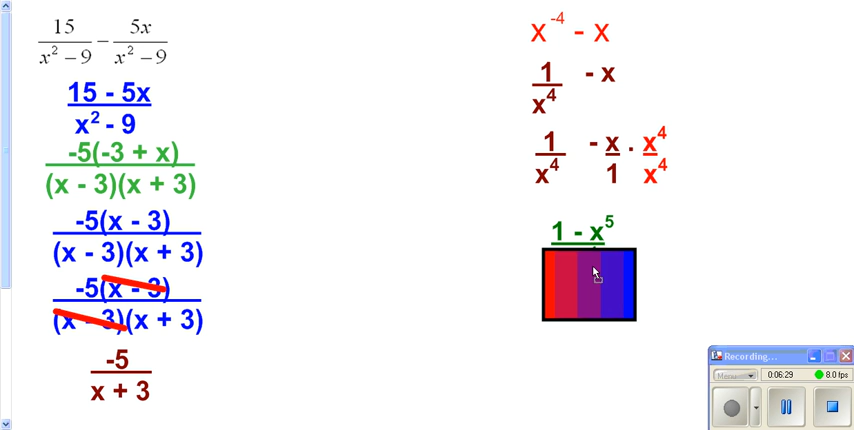 15/(x² − 9) − 5x/(x² − 9)
15 - 5x
x² - 9
-5(-3 + x)
(x - 3)(x + 3)
-5(x - 3)
(x - 3)(x + 3)
-5(x - 3)
(x - 3)(x + 3)
-5
x + 3
x⁻⁴ - x
1/x⁴ - x
1/x⁴ - x/1 . x⁴/x⁴
1 - x⁵
Recording...
Menu
0:06:29
8.0 fps